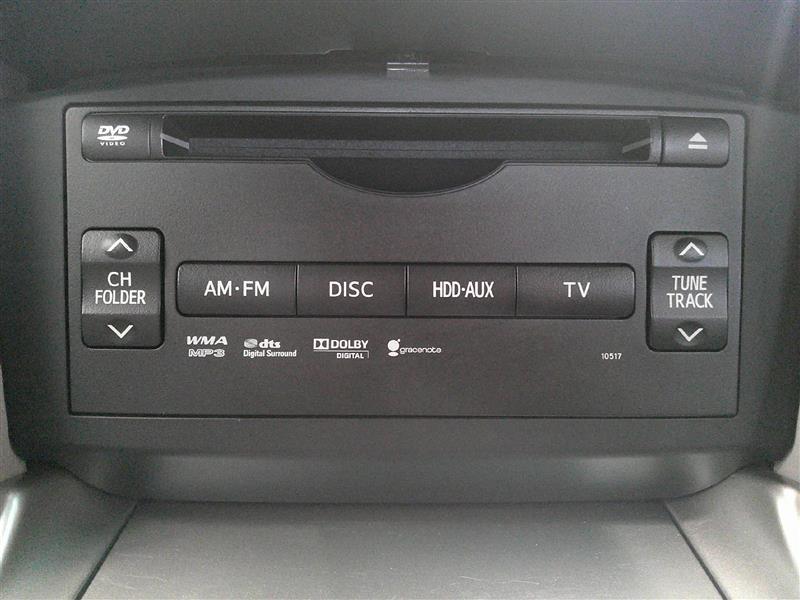 DVD
VIDEO
CH
FOLDER
AM·FM
DISC
HDD·AUX
TV
TUNE
TRACK
WMA
MP3
dts
Digital Surround
DOLBY
DIGITAL
gracenote
10517